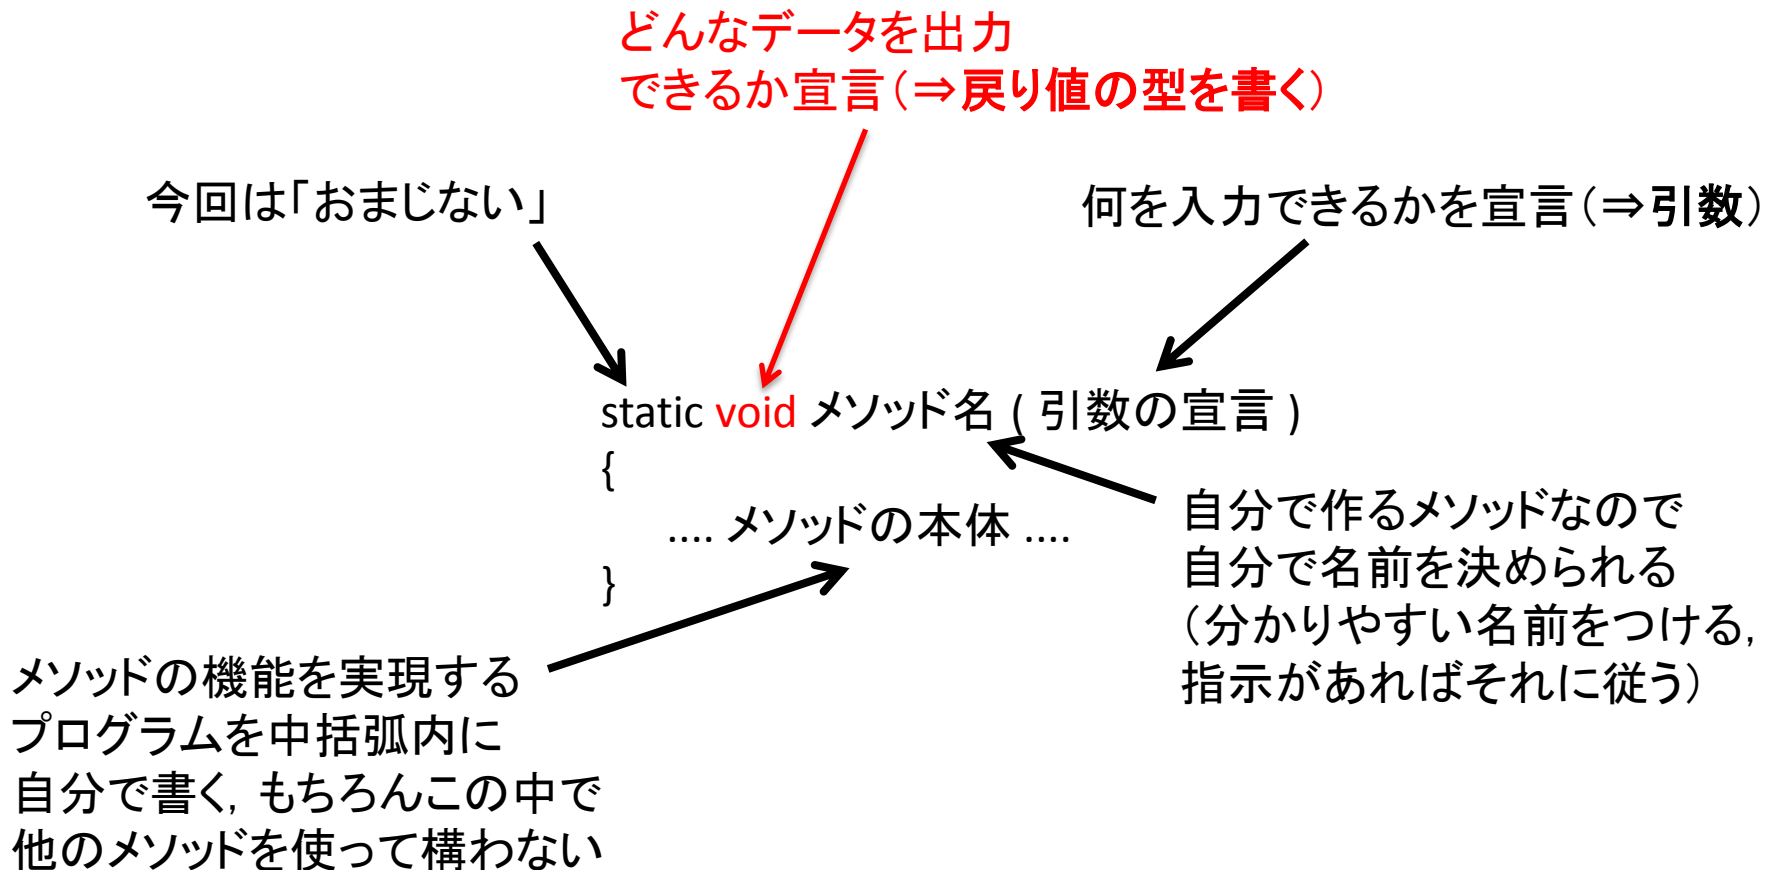 どんなデータを出力
できるか宣言(⇒戻り値の型を書く)
今回は「おまじない」
何を入力できるかを宣言(⇒引数)
static void メソッド名 ( 引数の宣言 )
{
.... メソッドの本体 ....
}
自分で作るメソッドなので
自分で名前を決められる
(分かりやすい名前をつける,
指示があればそれに従う)
メソッドの機能を実現する
プログラムを中括弧内に
自分で書く, もちろんこの中で
他のメソッドを使って構わない